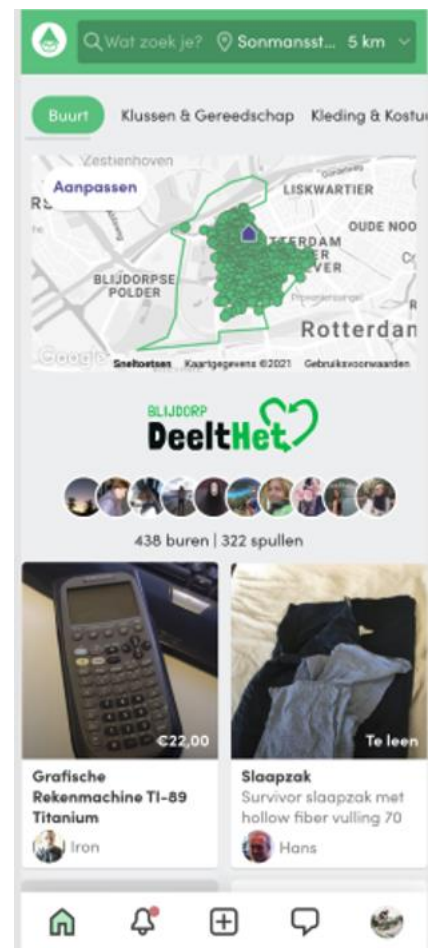 Wat zoek je? Sonmansst... 5 km
Buurt Klussen & Gereedschap Kleding & Kostu
Zestienhoven
Aanpassen
LISKWARTIER
OUDE NOO
BLIJDORPSE
POLDER
Rotterdam
Google Sneltoetsen Kaartgegevens ©2021 Gebruiksvoorwaarden
BLIJDORP
DeeltHet
438 buren | 322 spullen
€22,00
Te leen
Grafische
Rekenmachine TI-89
Titanium
Iron
Slaapzak
Survivor slaapzak met
hollow fiber vulling 70
Hans